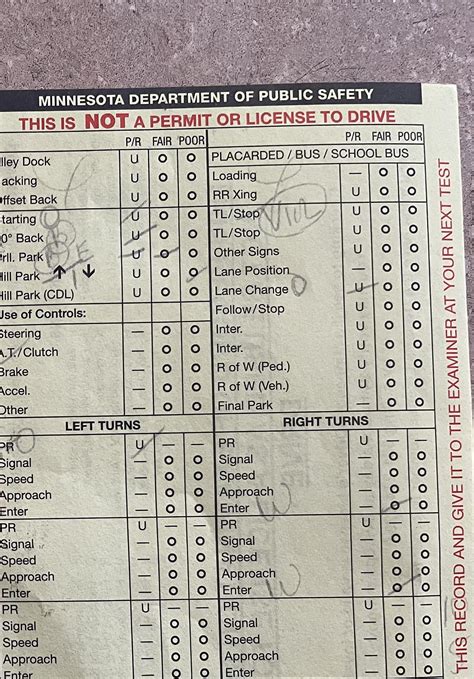 MINNESOTA DEPARTMENT OF PUBLIC SAFETY
THIS IS NOT A PERMIT OR LICENSE TO DRIVE
P/R FAIR POOR
lley Dock U O O
acking U O O
ffset Back U O O
tarting U O O
0° Back U O O
rll. Park U O O
Hill Park ↑ ↓ U O O
Hill Park (CDL) U O O
Use of Controls:
Steering — O O
A.T./Clutch — O O
Brake — O O
Accel. — O O
Other — O O
P/R FAIR POOR
PLACARDED / BUS / SCHOOL BUS
Loading — O O
RR Xing U O O
TL/Stop U O O
TL/Stop U O O
Other Signs U O O
Lane Position — O O
Lane Change U O O
Follow/Stop U O O
Inter. U O O
Inter. U O O
R of W (Ped.) U O O
R of W (Veh.) U O O
Final Park — O O
LEFT TURNS
PR U — —
Signal — O O
Speed — O O
Approach — O O
Enter — O O
PR U — —
Signal — O O
Speed — O O
Approach — O O
Enter — O O
PR U — —
Signal — O O
Speed — O O
Approach — O O
Enter — O O
RIGHT TURNS
PR U — —
Signal — O O
Speed — O O
Approach — O O
Enter — O O
W
PR U — —
Signal — O O
Speed — O O
Approach — O O
Enter — O O
W
PR U — —
Signal — O O
Speed — O O
Approach — O O
Enter — O O
THIS RECORD AND GIVE IT TO THE EXAMINER AT YOUR NEXT TEST